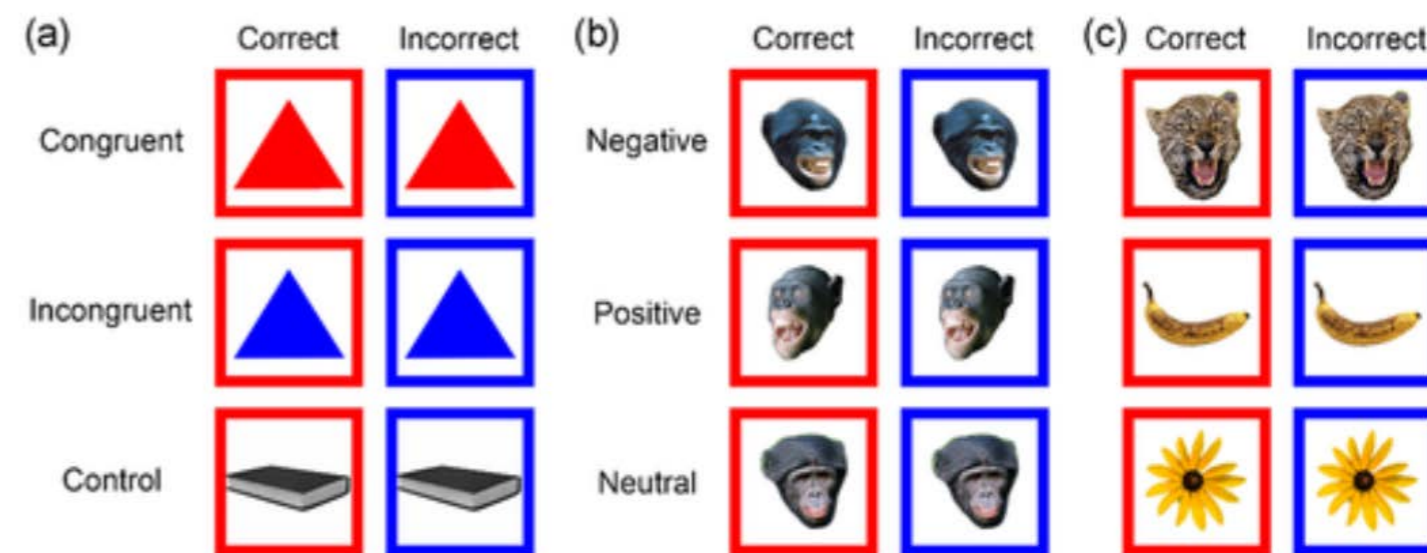 (a) Correct Incorrect (b) Correct Incorrect (c) Correct Incorrect
Congruent Negative
Incongruent Positive
Control Neutral